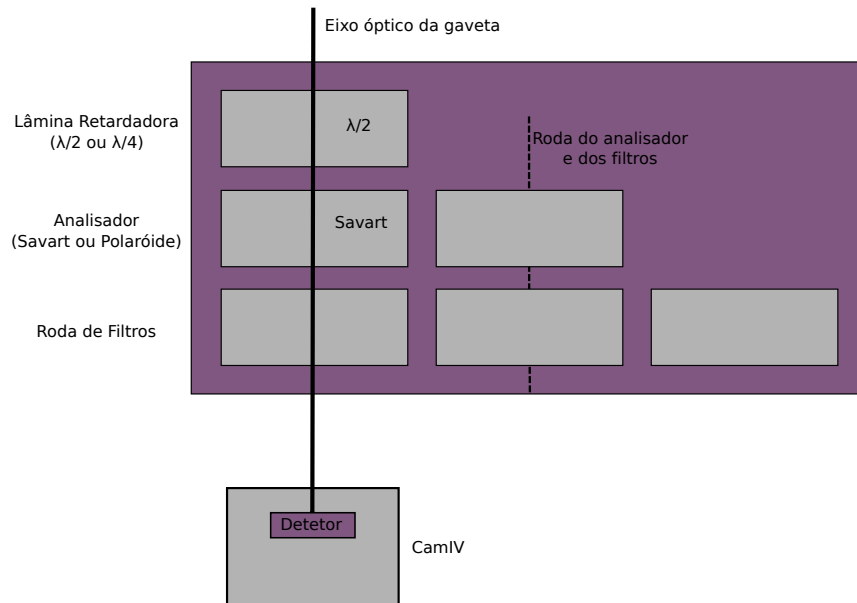 Eixo óptico da gaveta
Lâmina Retardadora
(λ/2 ou λ/4)
λ/2
Roda do analisador
e dos filtros
Analisador
(Savart ou Polaróide)
Savart
Roda de Filtros
Detetor
CamIV